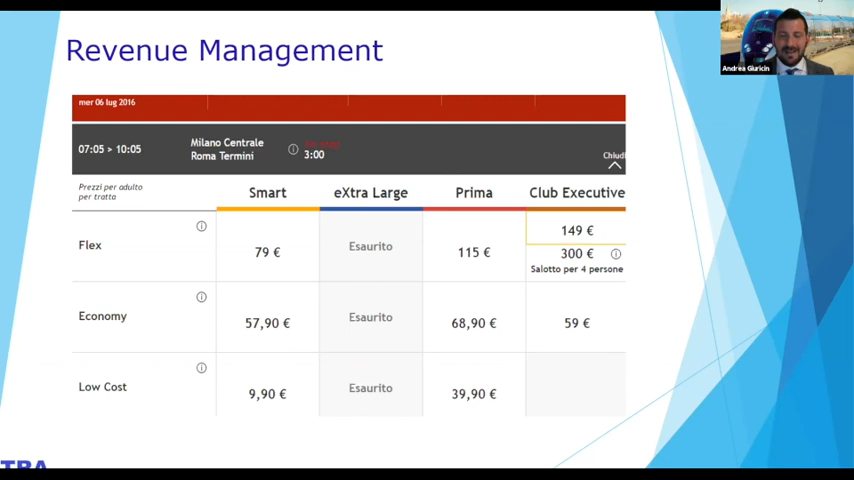 Revenue Management
Andrea Giuricin
mer 06 lug 2016
07:05 > 10:05
Milano Centrale
Roma Termini
3:00
Chiudi
Prezzi per adulto
per tratta
Smart
eXtra Large
Prima
Club Executive
Flex
79 €
Esaurito
115 €
149 €
300 €
Salotto per 4 persone
Economy
57,90 €
Esaurito
68,90 €
59 €
Low Cost
9,90 €
Esaurito
39,90 €